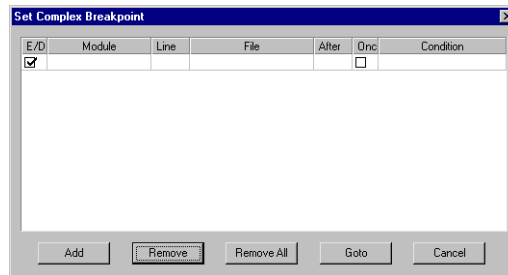 Set Complex Breakpoint
E/D Module Line File After Onc Condition
Add Remove Remove All Goto Cancel